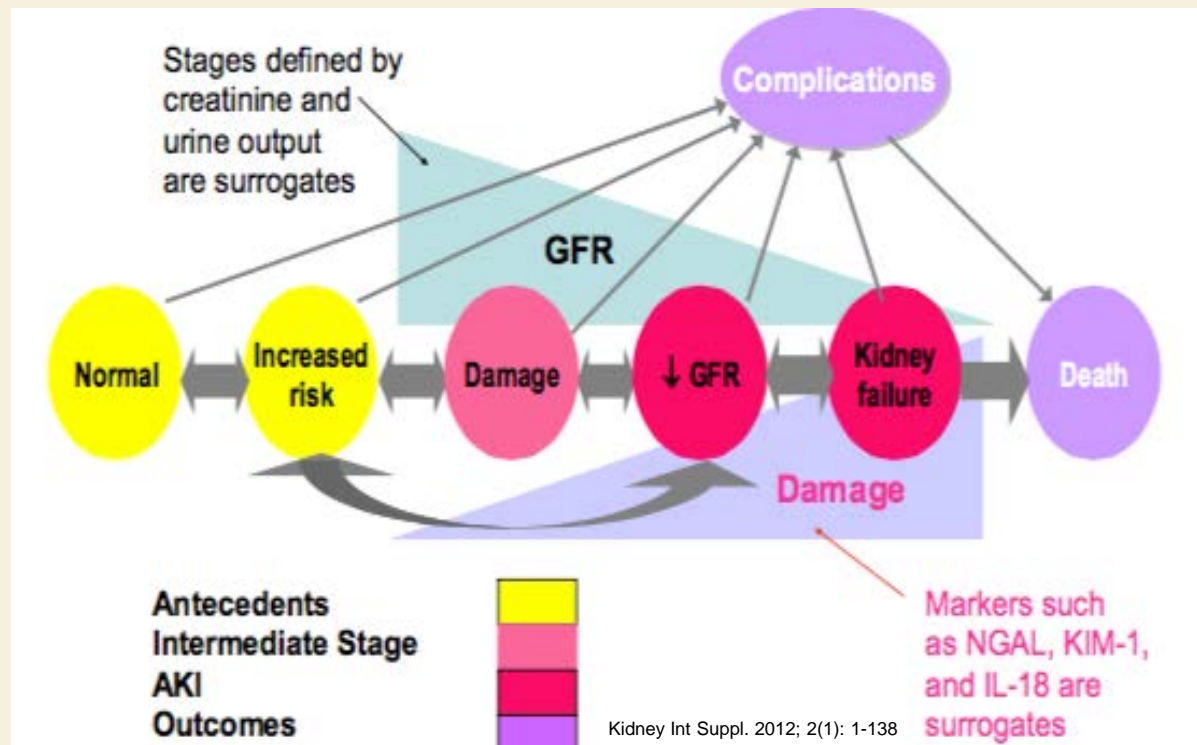 Stages defined by
creatinine and
urine output
are surrogates
Complications
GFR
Normal
Increased
risk
Damage
↓ GFR
Kidney
failure
Death
Damage
Antecedents
Intermediate Stage
AKI
Outcomes
Markers such
as NGAL, KIM-1,
and IL-18 are
surrogates
Kidney Int Suppl. 2012; 2(1): 1-138